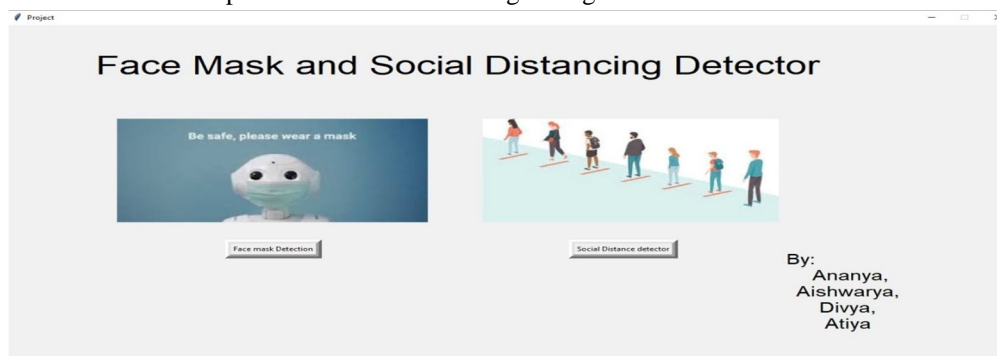 Project
Face Mask and Social Distancing Detector
Be safe, please wear a mask
Face mask Detection
Social Distance detector
By:
Ananya,
Aishwarya,
Divya,
Atiya